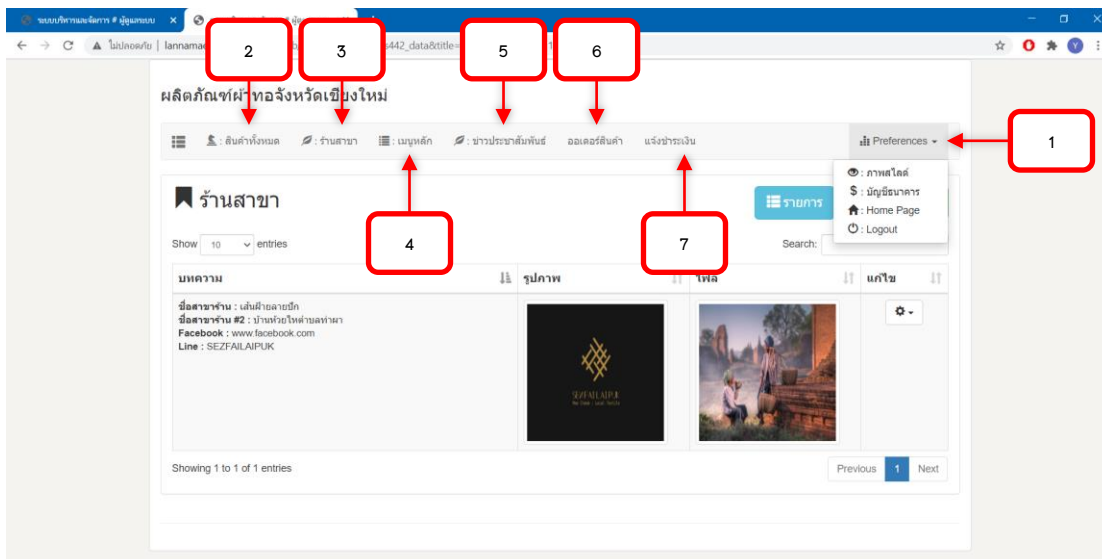 ระบบบริหารและจัดการ # ผู้ดูแลระบบ
ไม่ปลอดภัย | lannama
s442_data&title=
2
3
5
6
ผลิตภัณฑ์ผ้าทอจังหวัดเชียงใหม่
: สินค้าทั้งหมด : ร้านสาขา : เมนูหลัก : ข่าวประชาสัมพันธ์ ออเดอร์สินค้า แจ้งชำระเงิน Preferences
1
: ภาพสไลด์
$ : บัญชีธนาคาร
: Home Page
: Logout
ร้านสาขา
รายการ
4
7
Show 10 entries
Search:
บทความ รูปภาพ ไฟล์ แก้ไข
ชื่อสาขาร้าน : เส้นฝ้ายลายปัก
ชื่อสาขาร้าน #2 : บ้านห้วยไหคำบลท่าผา
Facebook : www.facebook.com
Line : SEZFAILAIPUK
SEZFAILAIPUK
Showing 1 to 1 of 1 entries
Previous 1 Next